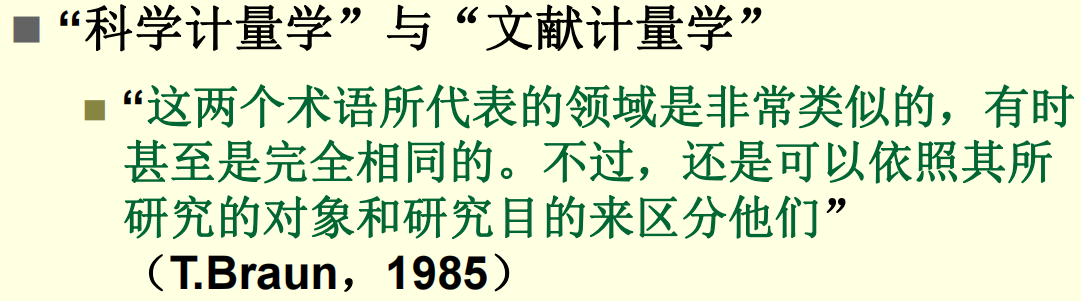 “科学计量学”与“文献计量学”
“这两个术语所代表的领域是非常类似的，有时
甚至是完全相同的。不过，还是可以依照其所
研究的对象和研究目的来区分他们”
（T.Braun，1985）